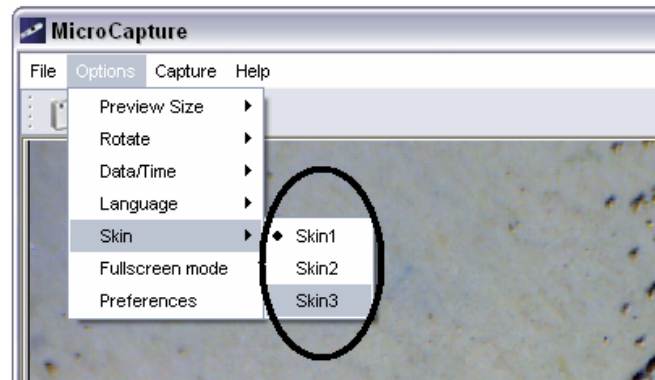 MicroCapture
File Options Capture Help
Preview Size
Rotate
Data/Time
Language
Skin
Fullscreen mode
Preferences
Skin1
Skin2
Skin3